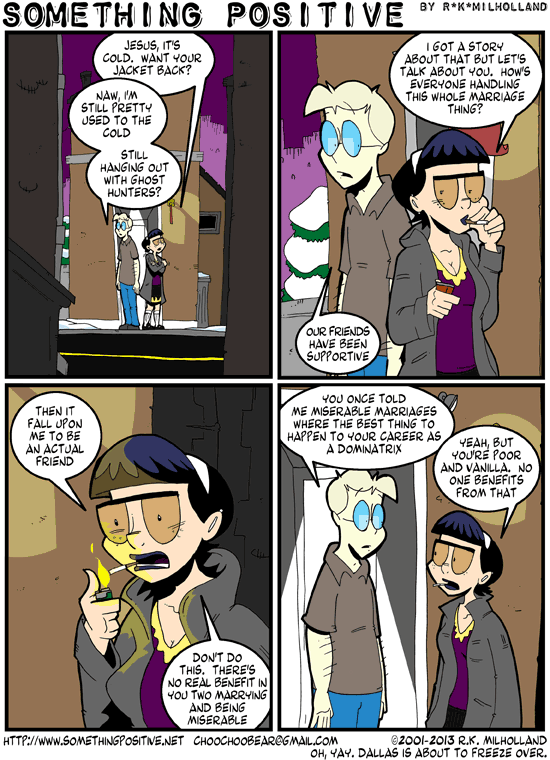 SOMETHING POSITIVE BY R*K*MILHOLLAND
JESUS, IT'S
COLD. WANT YOUR
JACKET BACK?
NAW, I'M
STILL PRETTY
USED TO THE
COLD
STILL
HANGING OUT
WITH GHOST
HUNTERS?
I GOT A STORY
ABOUT THAT BUT LET'S
TALK ABOUT YOU. HOW'S
EVERYONE HANDLING
THIS WHOLE MARRIAGE
THING?
OUR FRIENDS
HAVE BEEN
SUPPORTIVE
THEN IT
FALL UPON
ME TO BE
AN ACTUAL
FRIEND
DON'T DO
THIS. THERE'S
NO REAL BENEFIT IN
YOU TWO MARRYING
AND BEING
MISERABLE
YOU ONCE TOLD
ME MISERABLE MARRIAGES
WHERE THE BEST THING TO
HAPPEN TO YOUR CAREER AS
A DOMINATRIX
YEAH, BUT
YOU'RE POOR
AND VANILLA. NO
ONE BENEFITS
FROM THAT
HTTP://WWW.SOMETHINGPOSITIVE.NET CHOOCHOOBEAR@GMAIL.COM ©2001-2013 R.K. MILHOLLAND
OH, YAY. DALLAS IS ABOUT TO FREEZE OVER.